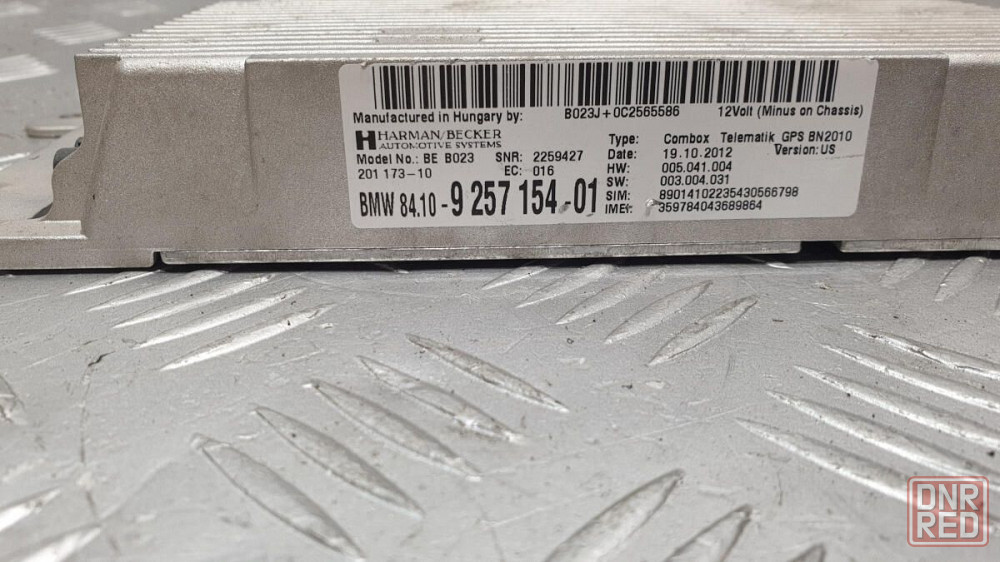 Manufactured in Hungary by: B023J+0C2565586 12Volt (Minus on Chassis)
HARMAN/BECKER
AUTOMOTIVE SYSTEMS
Model No.: BE B023 SNR: 2259427
201 173-10 EC: 016
BMW 84.10 - 9 257 154 - 01
Type: Combox Telematik GPS BN2010
Date: 19.10.2012 Version: US
HW: 005.041.004
SW: 003.004.031
SIM: 89014102235430566798
IMEI: 359784043689864
DNR
RED